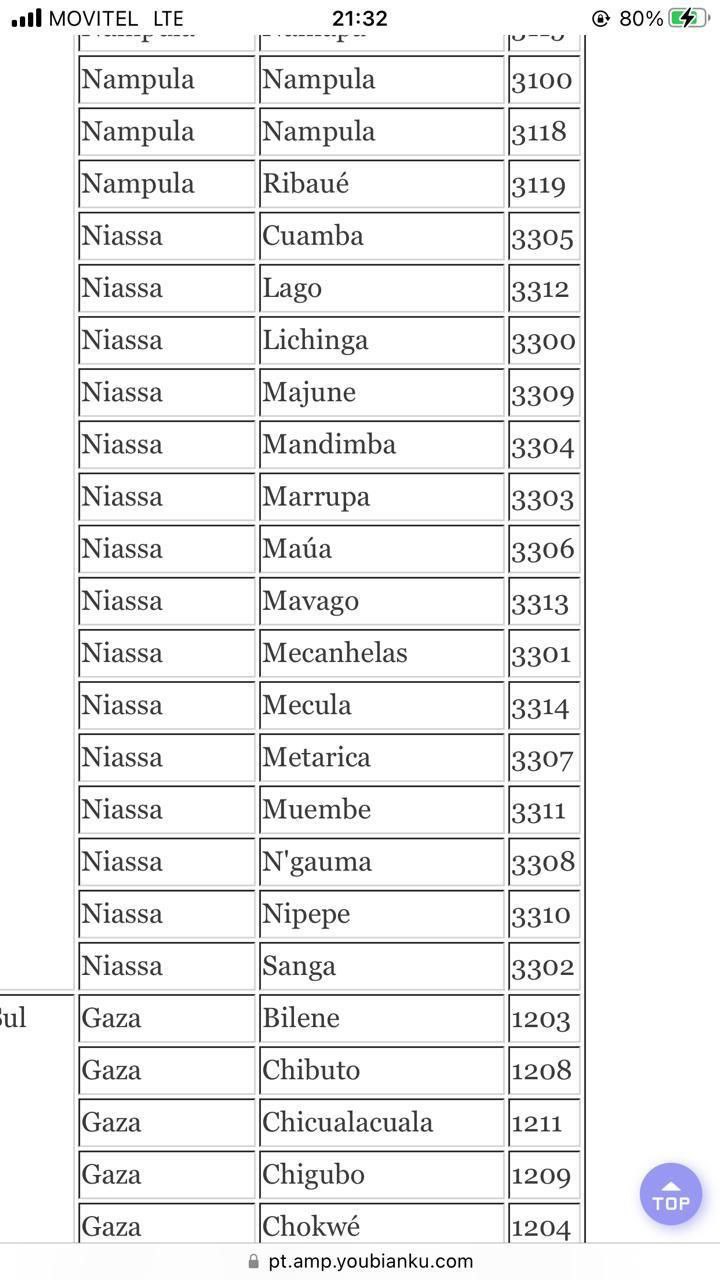 MOVITEL LTE 21:32 80%
Nampula Nampula 3100
Nampula Nampula 3118
Nampula Ribaué 3119
Niassa Cuamba 3305
Niassa Lago 3312
Niassa Lichinga 3300
Niassa Majune 3309
Niassa Mandimba 3304
Niassa Marrupa 3303
Niassa Maúa 3306
Niassa Mavago 3313
Niassa Mecanhelas 3301
Niassa Mecula 3314
Niassa Metarica 3307
Niassa Muembe 3311
Niassa N'gauma 3308
Niassa Nipepe 3310
Niassa Sanga 3302
Sul Gaza Bilene 1203
Gaza Chibuto 1208
Gaza Chicualacuala 1211
Gaza Chigubo 1209
TOP
Gaza Chokwé 1204
pt.amp.youbianku.com